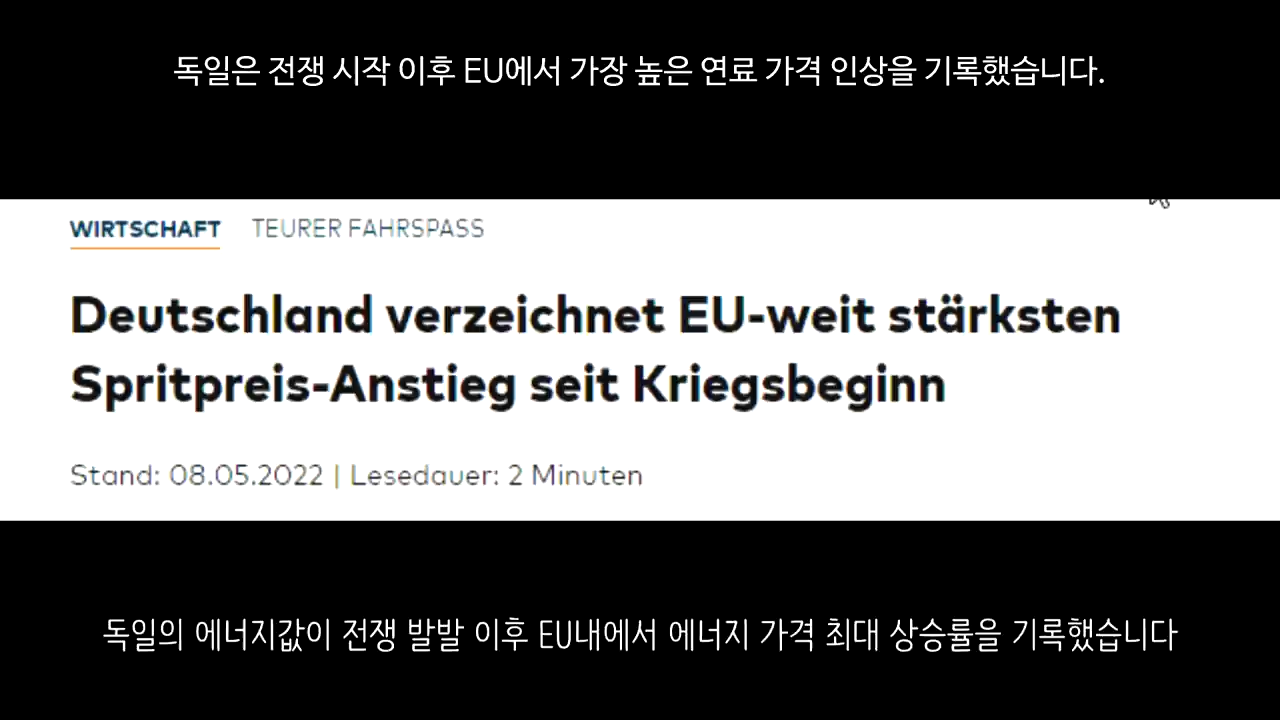 독일은 전쟁 시작 이후 EU에서 가장 높은 연료 가격 인상을 기록했습니다.
WIRTSCHAFT TEURER FAHRSPASS
Deutschland verzeichnet EU-weit stärksten
Spritpreis-Anstieg seit Kriegsbeginn
Stand: 08.05.2022 | Lesedauer: 2 Minuten
독일의 에너지값이 전쟁 발발 이후 EU내에서 에너지 가격 최대 상승률을 기록했습니다